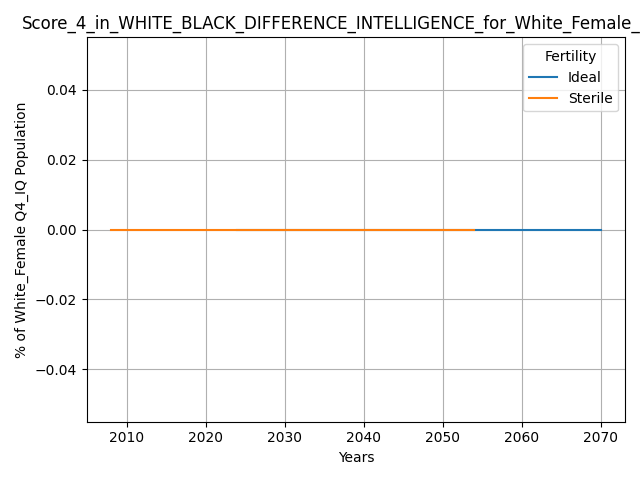 Score_4_in_WHITE_BLACK_DIFFERENCE_INTELLIGENCE_for_White_Female_
Fertility
Ideal
Sterile
0.04
0.02
0.00
−0.02
−0.04
% of White_Female Q4_IQ Population
2010 2020 2030 2040 2050 2060 2070
Years